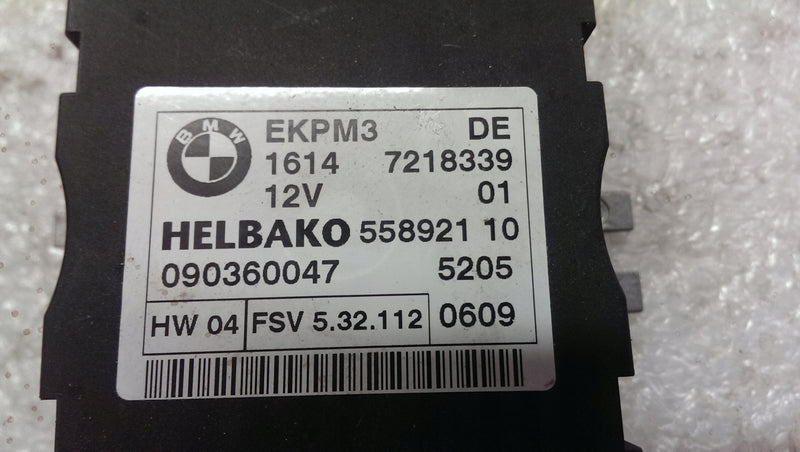 BMW
EKPM3 DE
1614 7218339
12V 01
HELBAKO 558921 10
090360047 5205
HW 04 FSV 5.32.112 0609